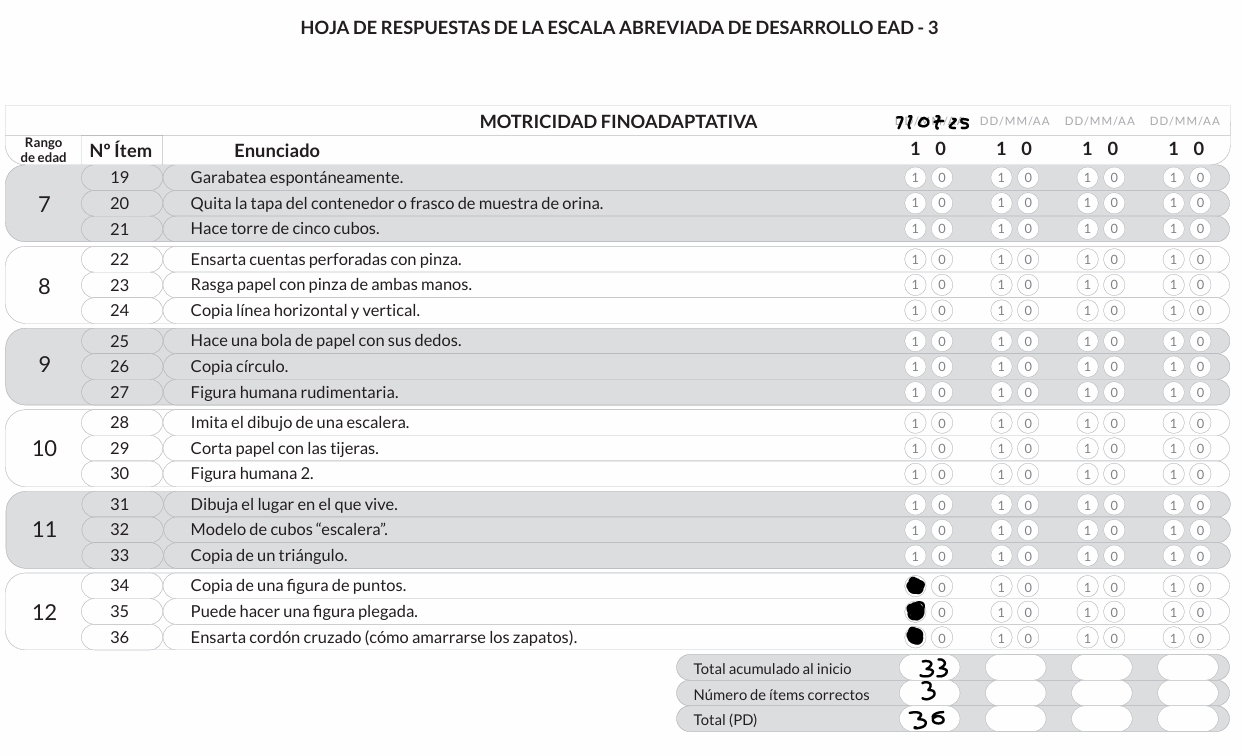 HOJA DE RESPUESTAS DE LA ESCALA ABREVIADA DE DESARROLLO EAD - 3
MOTRICIDAD FINOADAPTATIVA DD/MM/AA DD/MM/AA DD/MM/AA
Rango de edad Nº Ítem Enunciado 1 0 1 0 1 0 1 0
7
19 Garabatea espontáneamente. 1 0 1 0 1 0 1 0
20 Quita la tapa del contenedor o frasco de muestra de orina. 1 0 1 0 1 0 1 0
21 Hace torre de cinco cubos. 1 0 1 0 1 0 1 0
8
22 Ensarta cuentas perforadas con pinza. 1 0 1 0 1 0 1 0
23 Rasga papel con pinza de ambas manos. 1 0 1 0 1 0 1 0
24 Copia línea horizontal y vertical. 1 0 1 0 1 0 1 0
9
25 Hace una bola de papel con sus dedos. 1 0 1 0 1 0 1 0
26 Copia círculo. 1 0 1 0 1 0 1 0
27 Figura humana rudimentaria. 1 0 1 0 1 0 1 0
10
28 Imita el dibujo de una escalera. 1 0 1 0 1 0 1 0
29 Corta papel con las tijeras. 1 0 1 0 1 0 1 0
30 Figura humana 2. 1 0 1 0 1 0 1 0
11
31 Dibuja el lugar en el que vive. 1 0 1 0 1 0 1 0
32 Modelo de cubos “escalera”. 1 0 1 0 1 0 1 0
33 Copia de un triángulo. 1 0 1 0 1 0 1 0
12
34 Copia de una figura de puntos. 0 1 0 1 0 1 0
35 Puede hacer una figura plegada. 0 1 0 1 0 1 0
36 Ensarta cordón cruzado (cómo amarrarse los zapatos). 0 1 0 1 0 1 0
Total acumulado al inicio 33
Número de ítems correctos 3
Total (PD) 36